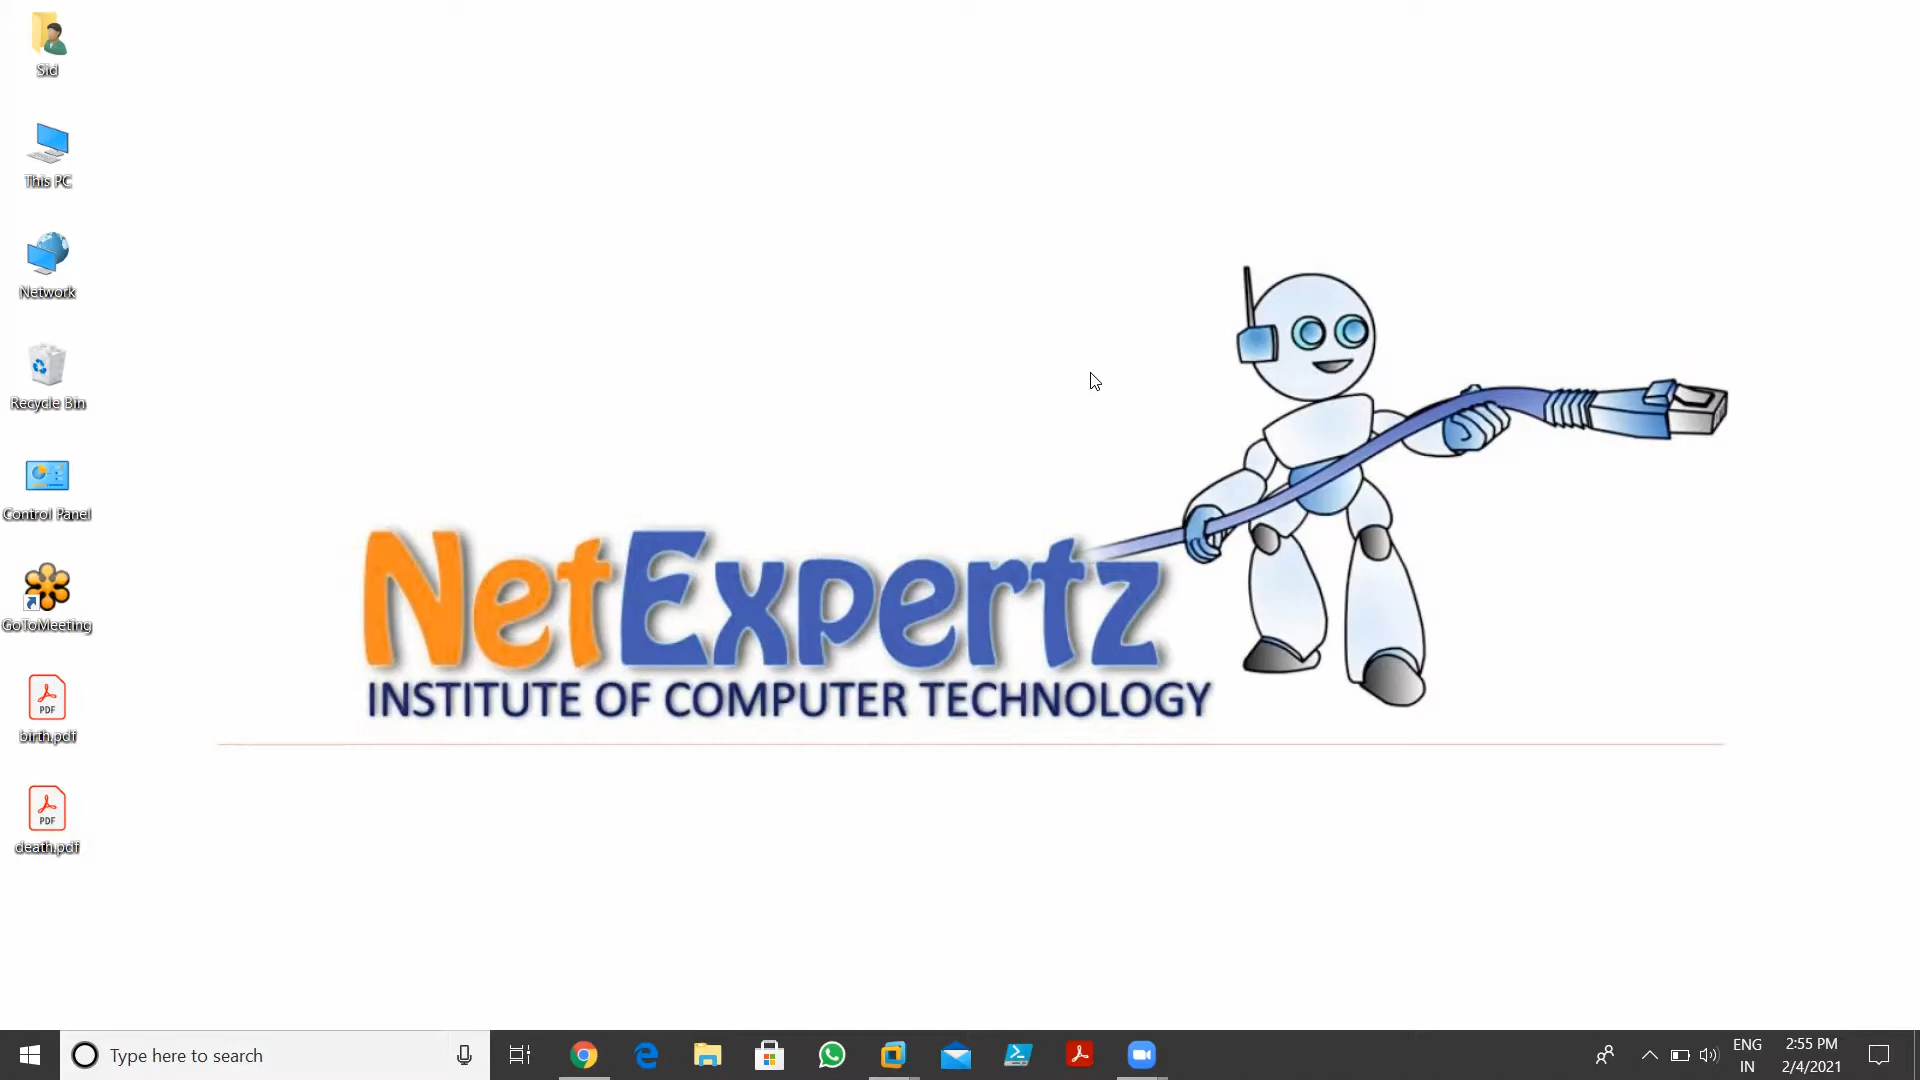 Sid
This PC
Network
Recycle Bin
Control Panel
GoToMeeting
PDF
birth.pdf
PDF
death.pdf
NetExpertz
INSTITUTE OF COMPUTER TECHNOLOGY
Type here to search
ENG
IN
2:55 PM
2/4/2021